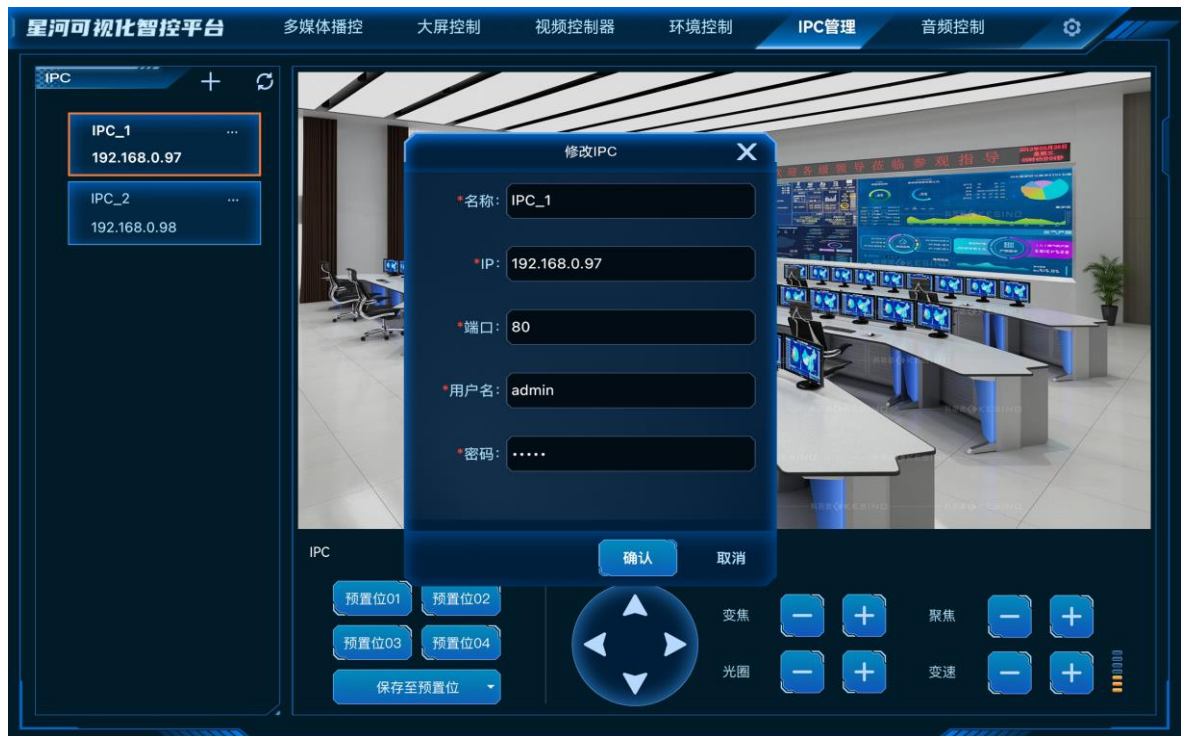 星河可视化智控平台 多媒体播控 大屏控制 视频控制器 环境控制 IPC管理 音频控制
IPC
IPC_1 ...
192.168.0.97
IPC_2 ...
192.168.0.98
临参观指导
修改IPC X
*名称: IPC_1
*IP: 192.168.0.97
*端口: 80
*用户名: admin
*密码: •••••
确认 取消
IPC
预置位01 预置位02
预置位03 预置位04
保存至预置位
变焦 聚焦
光圈 变速